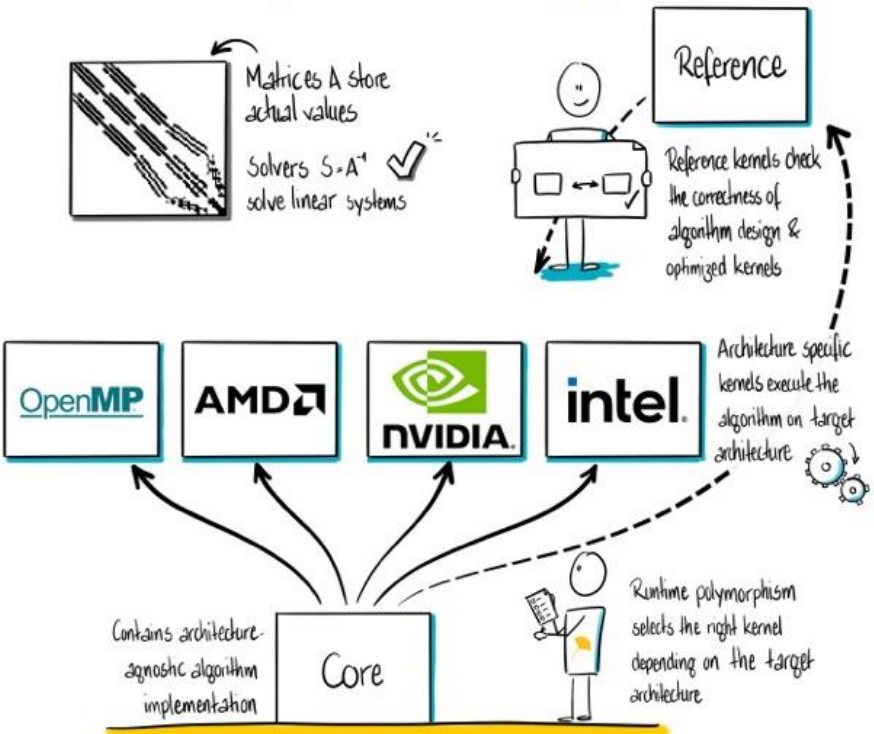 Matrices A store
actual values
Solvers S=A⁻¹
solve linear systems
Reference
Reference kernels check
the correctness of
algorithm design &
optimized kernels
OpenMP
AMD
NVIDIA.
intel.
Architecture specific
kernels execute the
algorithm on target
architecture
Contains architecture-
agnostic algorithm
implementation
Core
Runtime polymorphism
selects the right kernel
depending on the target
architecture